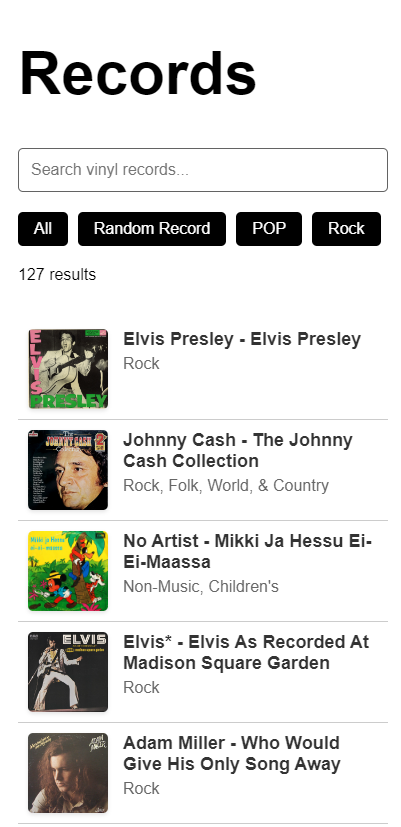 Records
Search vinyl records...
All Random Record POP Rock
127 results
ELVIS
PRESLEY
Elvis Presley - Elvis Presley
Rock
The
JOHNNY CASH
Collection
2
Johnny Cash - The Johnny
Cash Collection
Rock, Folk, World, & Country
Mikki ja Hessu
ei-ei-maassa
No Artist - Mikki Ja Hessu Ei-
Ei-Maassa
Non-Music, Children's
ELVIS
Elvis* - Elvis As Recorded At
Madison Square Garden
Rock
Adam Miller - Who Would
Give His Only Song Away
Rock